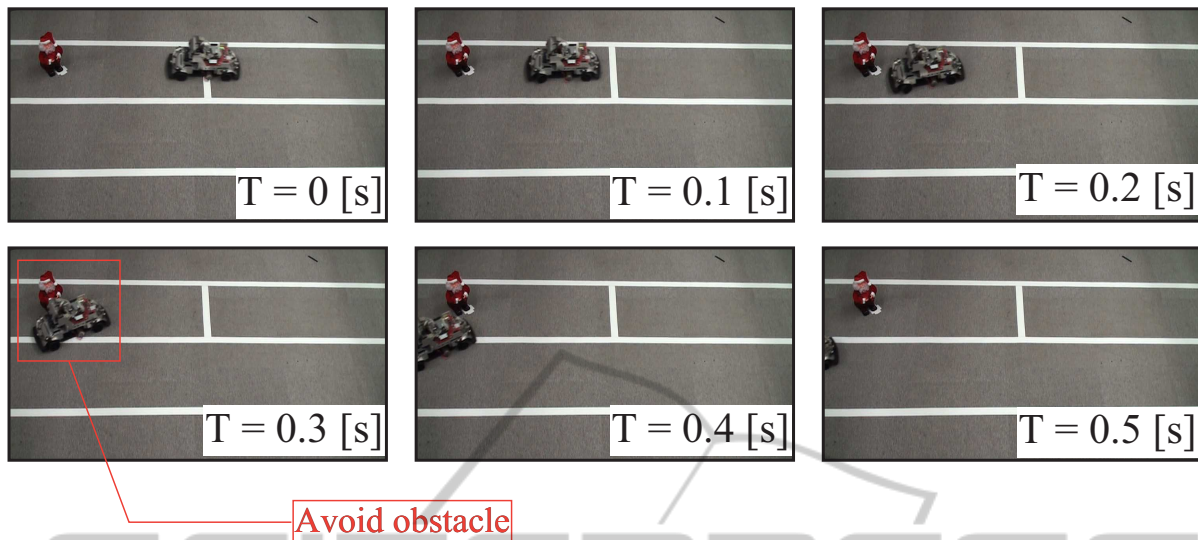 T = 0 [s]
T = 0.1 [s]
T = 0.2 [s]
T = 0.3 [s]
T = 0.4 [s]
T = 0.5 [s]
Avoid obstacle